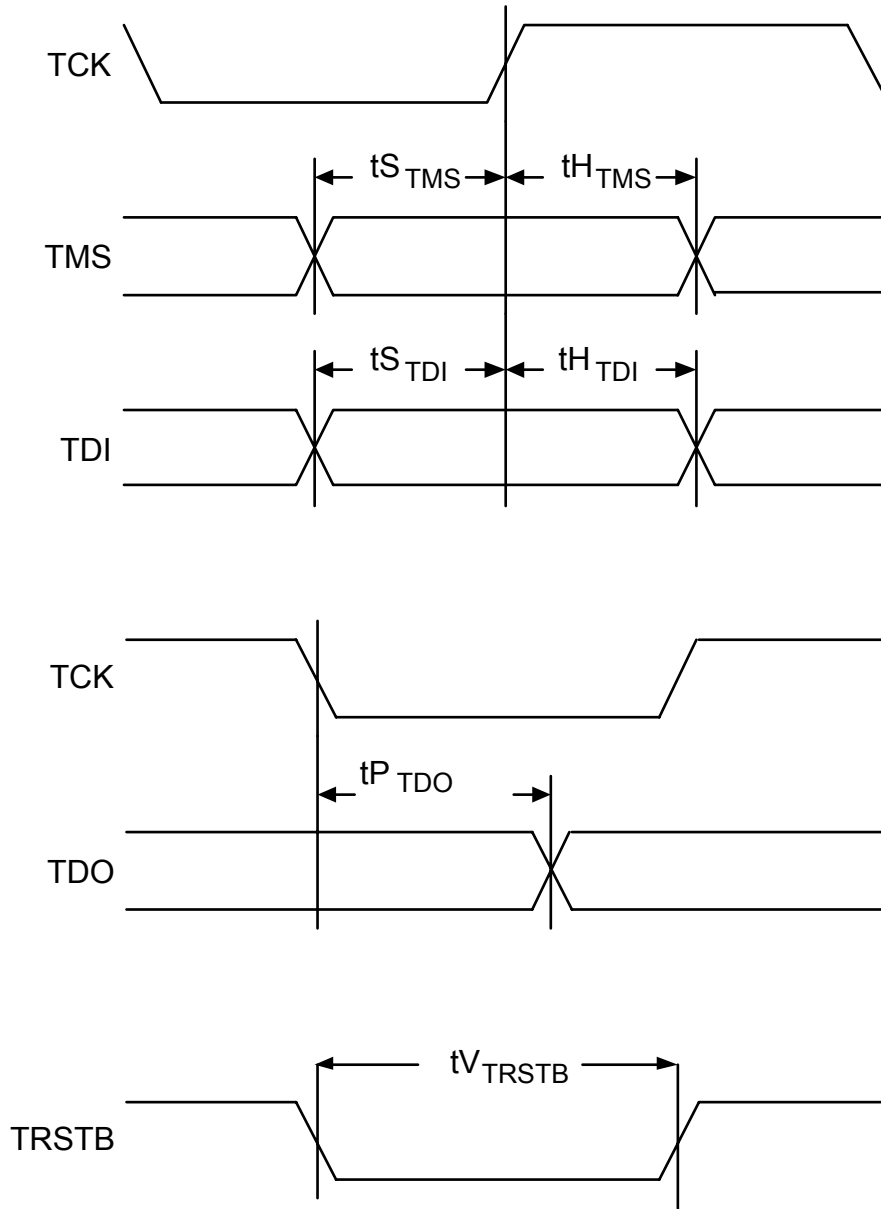 TCK
tS TMS tH TMS
TMS
tS TDI tH TDI
TDI
TCK
tP TDO
TDO
tV TRSTB
TRSTB